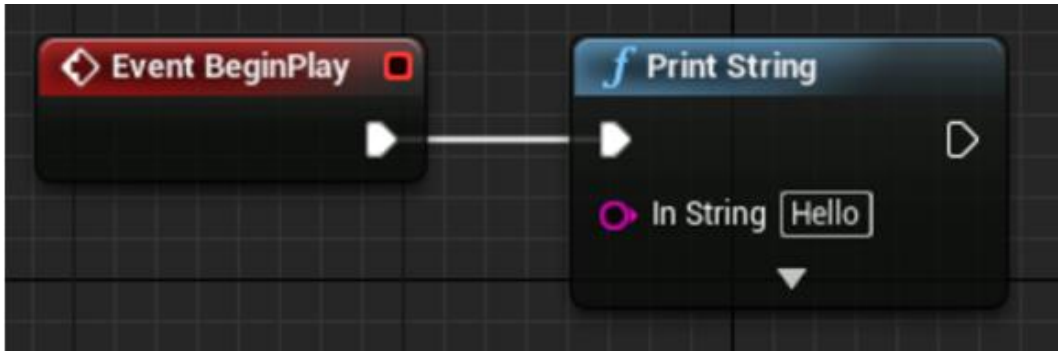 Event BeginPlay
f Print String
In String Hello